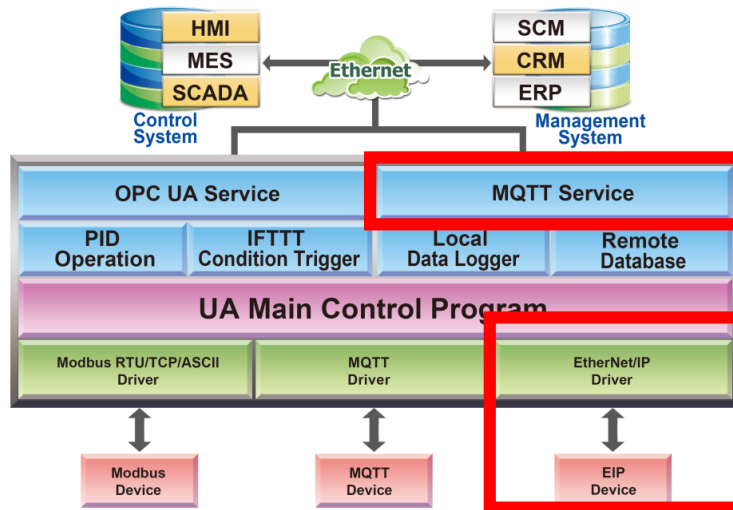 HMI
MES
SCADA
Control
System
Ethernet
SCM
CRM
ERP
Management
System
OPC UA Service
MQTT Service
PID
Operation
IFTTT
Condition Trigger
Local
Data Logger
Remote
Database
UA Main Control Program
Modbus RTU/TCP/ASCII
Driver
MQTT
Driver
EtherNet/IP
Driver
Modbus
Device
MQTT
Device
EIP
Device